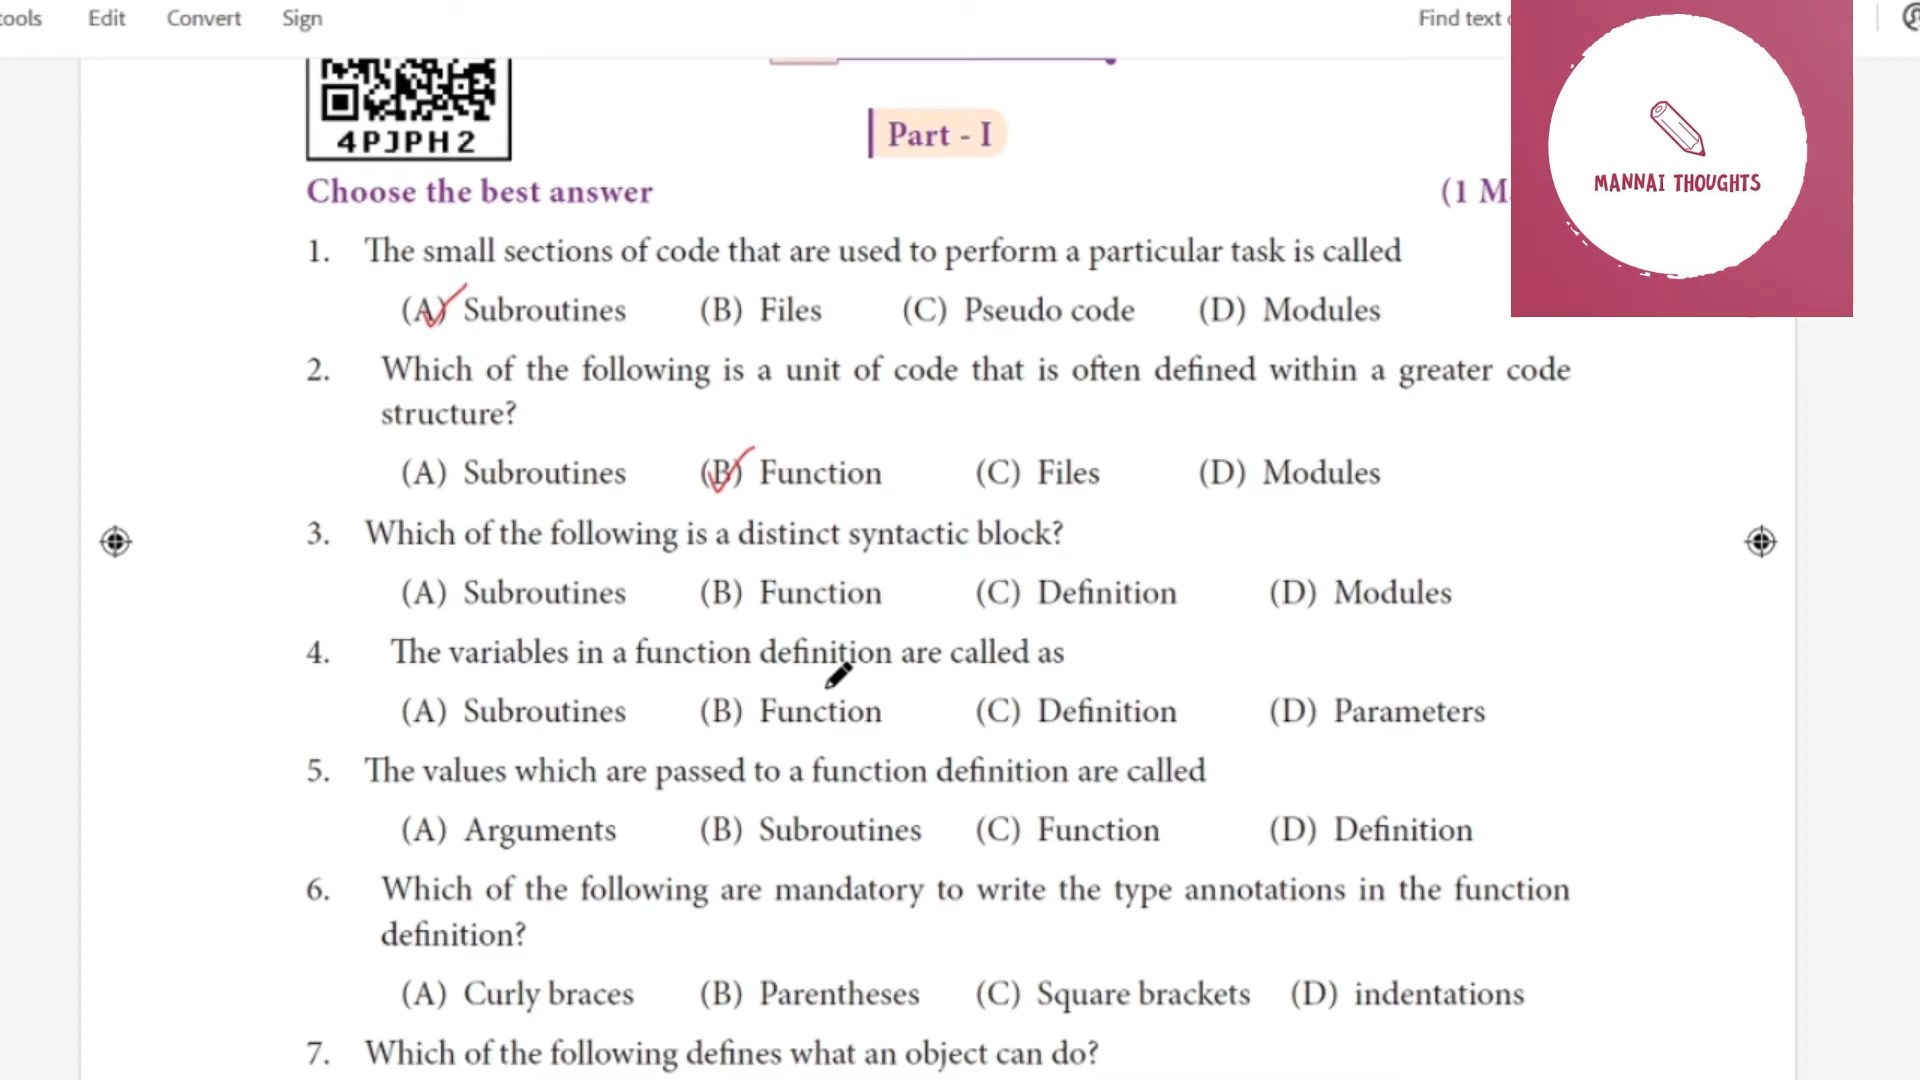 tools Edit Convert Sign Find text
4PJPH2
Part - I
MANNAI THOUGHTS
Choose the best answer (1 M
1. The small sections of code that are used to perform a particular task is called
(A) Subroutines (B) Files (C) Pseudo code (D) Modules
2. Which of the following is a unit of code that is often defined within a greater code
structure?
(A) Subroutines (B) Function (C) Files (D) Modules
3. Which of the following is a distinct syntactic block?
(A) Subroutines (B) Function (C) Definition (D) Modules
4. The variables in a function definition are called as
(A) Subroutines (B) Function (C) Definition (D) Parameters
5. The values which are passed to a function definition are called
(A) Arguments (B) Subroutines (C) Function (D) Definition
6. Which of the following are mandatory to write the type annotations in the function
definition?
(A) Curly braces (B) Parentheses (C) Square brackets (D) indentations
7. Which of the following defines what an object can do?